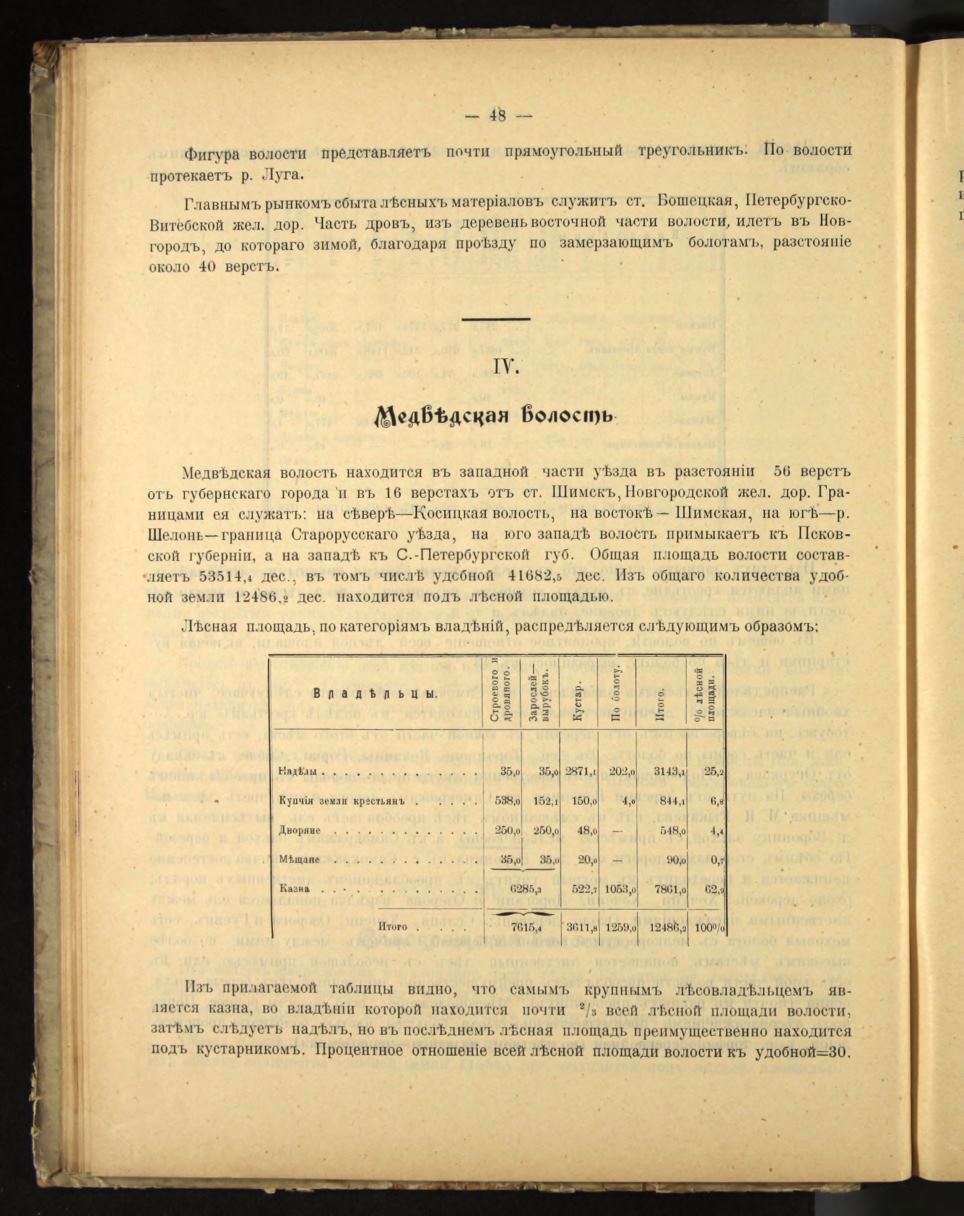 — 48 —
Фигура волости представляетъ почти прямоугольный треугольникъ. По волости
протекаетъ р. Луга.
Главнымъ рынкомъ сбыта лѣсныхъ матеріаловъ служитъ ст. Бошецкая, Петербургско-
Витебской жел. дор. Часть дровъ, изъ деревень восточной части волости, идетъ въ Нов-
городъ, до котораго зимой, благодаря проѣзду по замерзающимъ болотамъ, разстояніе
около 40 верстъ.
IV.
Медвѣдская волость
Медвѣдская волость находится въ западной части уѣзда въ разстояніи 56 верстъ
отъ губернскаго города и въ 16 верстахъ отъ ст. Шимскъ, Новгородской жел. дор. Гра-
ницами ея служатъ: на сѣверѣ—Косицкая волость, на востокѣ—Шимская, на югѣ—р.
Шелонь—граница Старорусскаго уѣзда, на юго западѣ волость примыкаетъ къ Псков-
ской губерніи, а на западѣ къ С.-Петербургской губ. Общая площадь волости состав-
ляетъ 53514,4 дес., въ томъ числѣ удобной 41682,5 дес. Изъ общаго количества удоб-
ной земли 12486,2 дес. находится подъ лѣсной площадью.
Лѣсная площадь, по категоріямъ владѣній, распредѣляется слѣдующимъ образомъ:
Владѣльцы. Строевого и дровяного. Зарослей—вырубокъ. Кустар. По болоту. Итого. % лѣсной площади.
Надѣлы . . . . . . . . . . . . . . 35,0 35,0 2871,1 202,0 3143,1 25,2
Купчія земли крестьянъ . . . . . 538,0 152,1 150,0 4,0 844,1 6,8
Дворяне . . . . . . . . . . . . . 250,0 250,0 48,0 — 548,0 4,4
Мѣщане . . . . . . . . . . . . . 35,0 35,0 20,0 — 90,0 0,7
Казна . . . . . . . . . . . . . . 6285,3 522,7 1053,0 7861,0 62,9
Итого . . . . 7615,4 3611,8 1259,0 12486,2 100%
Изъ прилагаемой таблицы видно, что самымъ крупнымъ лѣсовладѣльцемъ яв-
ляется казна, во владѣніи которой находится почти 2/3 всей лѣсной площади волости,
затѣмъ слѣдуетъ надѣлъ, но въ послѣднемъ лѣсная площадь преимущественно находится
подъ кустарникомъ. Процентное отношеніе всей лѣсной площади волости къ удобной=30.